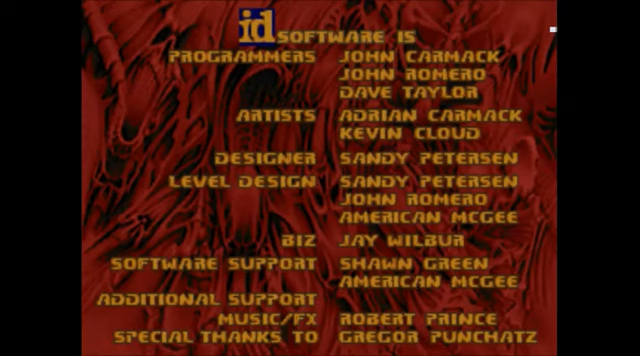 id SOFTWARE IS
PROGRAMMERS JOHN CARMACK
JOHN ROMERO
DAVE TAYLOR
ARTISTS ADRIAN CARMACK
KEVIN CLOUD
DESIGNER SANDY PETERSEN
LEVEL DESIGN SANDY PETERSEN
JOHN ROMERO
AMERICAN MCGEE
BIZ JAY WILBUR
SOFTWARE SUPPORT SHAWN GREEN
AMERICAN MCGEE
ADDITIONAL SUPPORT
MUSIC/FX ROBERT PRINCE
SPECIAL THANKS TO GREGOR PUNCHATZ